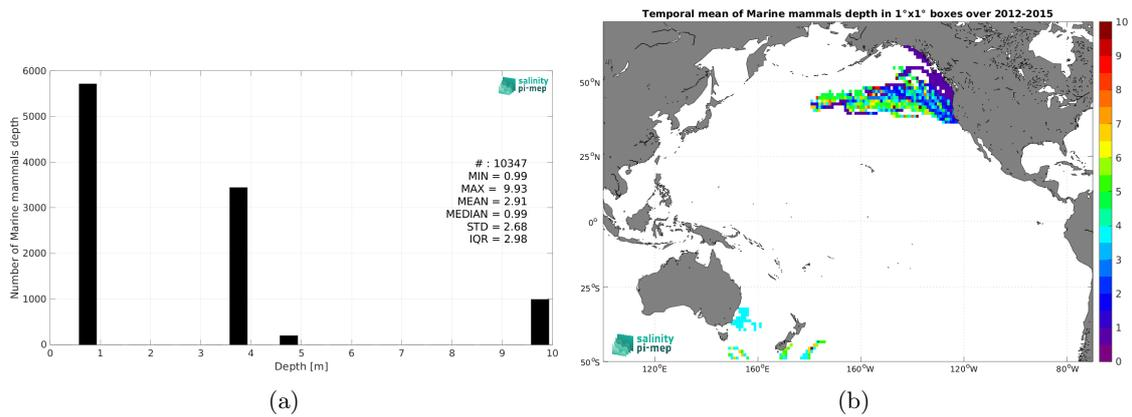 Temporal mean of Marine mammals depth in 1°x1° boxes over 2012-2015
6000
5000
4000
3000
2000
1000
0
Number of Marine mammals depth
salinity
pi-mep
# : 10347
MIN = 0.99
MAX = 9.93
MEAN = 2.91
MEDIAN = 0.99
STD = 2.68
IQR = 2.98
0 1 2 3 4 5 6 7 8 9 10
Depth [m]
(a)
50°N
25°N
0°
25°S
50°S
salinity
pi-mep
120°E 160°E 160°W 120°W 80°W
10
9
8
7
6
5
4
3
2
1
0
(b)